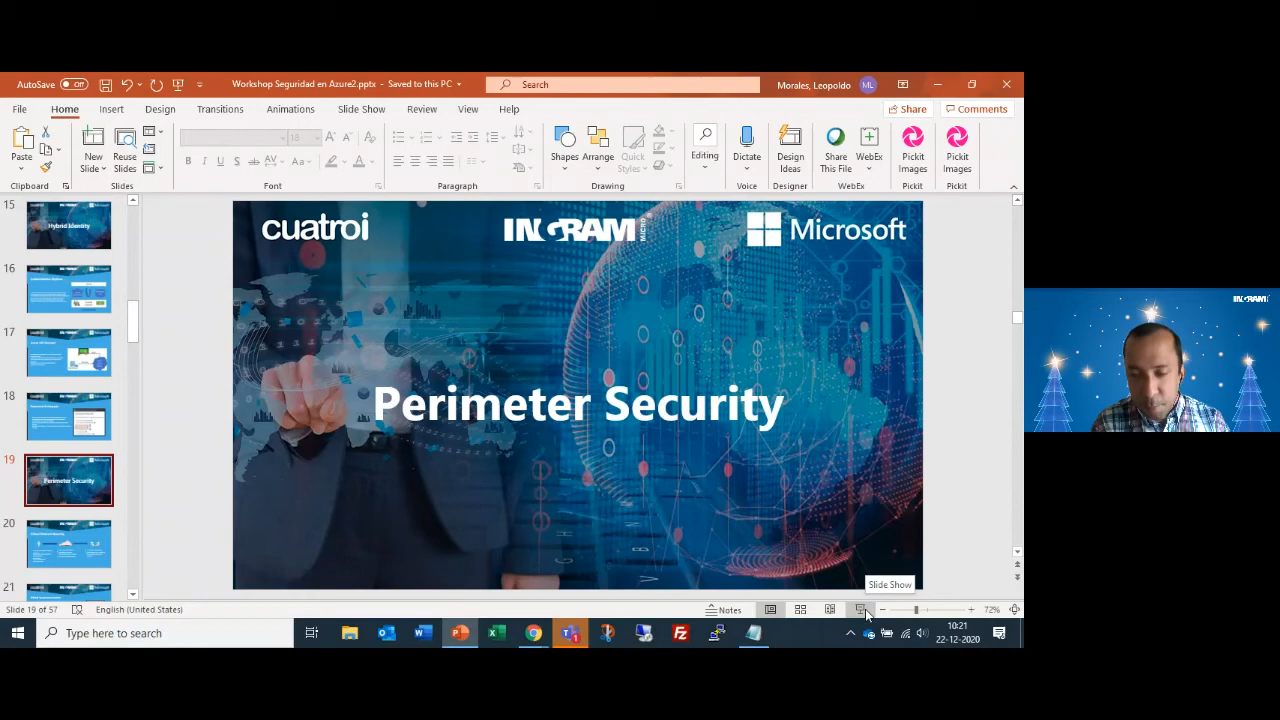 AutoSave Off
Workshop Seguridad en Azure2.pptx - Saved to this PC
Search
Morales, Leopoldo
ML
File Home Insert Design Transitions Animations Slide Show Review View Help
Share
Comments
18
Paste
New Slide
Reuse Slides
Shapes
Arrange
Quick Styles
Editing
Dictate
Design Ideas
Share This File
WebEx
Pickit Images
Pickit Images
Clipboard
Slides
Font
Paragraph
Drawing
Voice
Designer
WebEx
Pickit
Pickit
15
Hybrid Identity
16
17
18
19
Perimeter Security
20
21
cuatroi
INGRAM MICRO
Microsoft
Perimeter Security
Slide Show
INGRAM
Slide 19 of 57
English (United States)
Notes
72%
Type here to search
10:21
22-12-2020